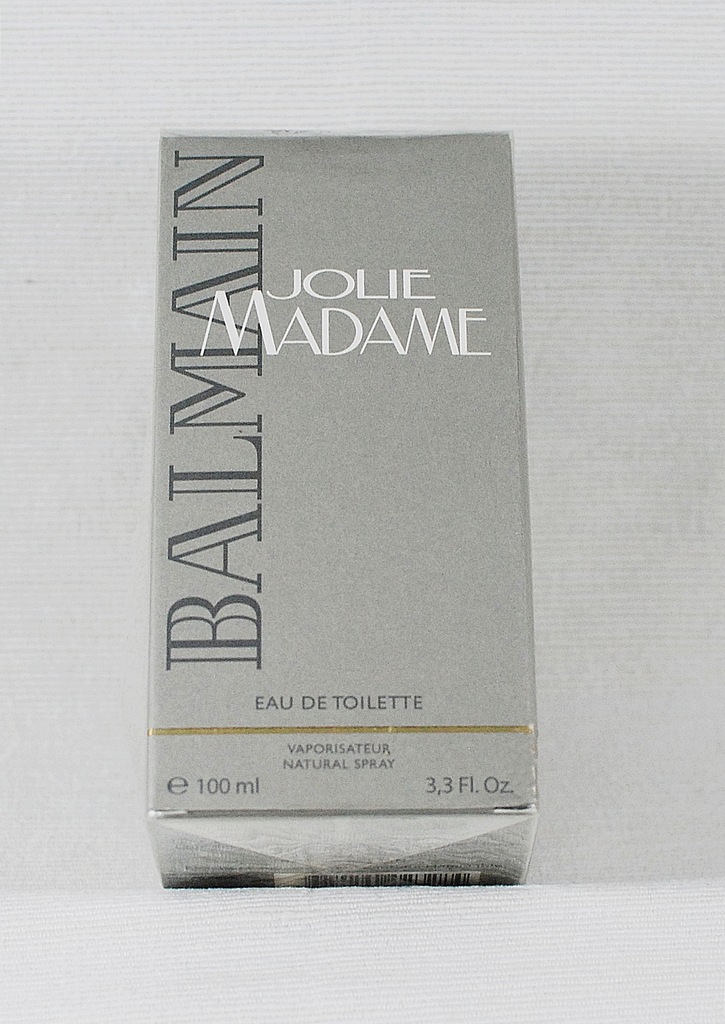 BALMAIN
JOLIE
MADAME
EAU DE TOILETTE
VAPORISATEUR
NATURAL SPRAY
℮ 100 ml 3,3 Fl. Oz.